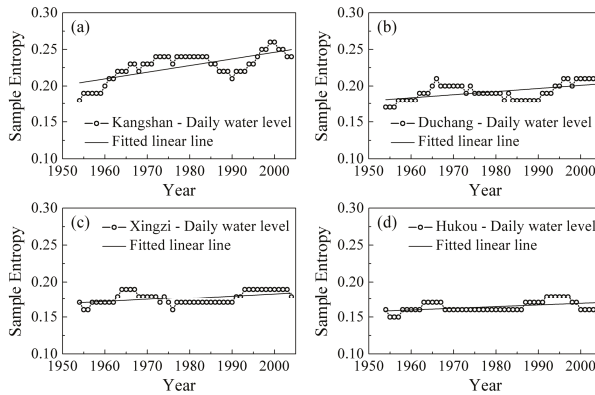 (a)
0.30
0.25
0.20
0.15
0.10
Sample Entropy
Kangshan - Daily water level
Fitted linear line
1950 1960 1970 1980 1990 2000
Year
(b)
0.30
0.25
0.20
0.15
0.10
Sample Entropy
Duchang - Daily water level
Fitted linear line
1950 1960 1970 1980 1990 2000
Year
(c)
0.30
0.25
0.20
0.15
0.10
Sample Entropy
Xingzi - Daily water level
Fitted linear line
1950 1960 1970 1980 1990 2000
Year
(d)
0.30
0.25
0.20
0.15
0.10
Sample Entropy
Hukou - Daily water level
Fitted linear line
1950 1960 1970 1980 1990 2000
Year